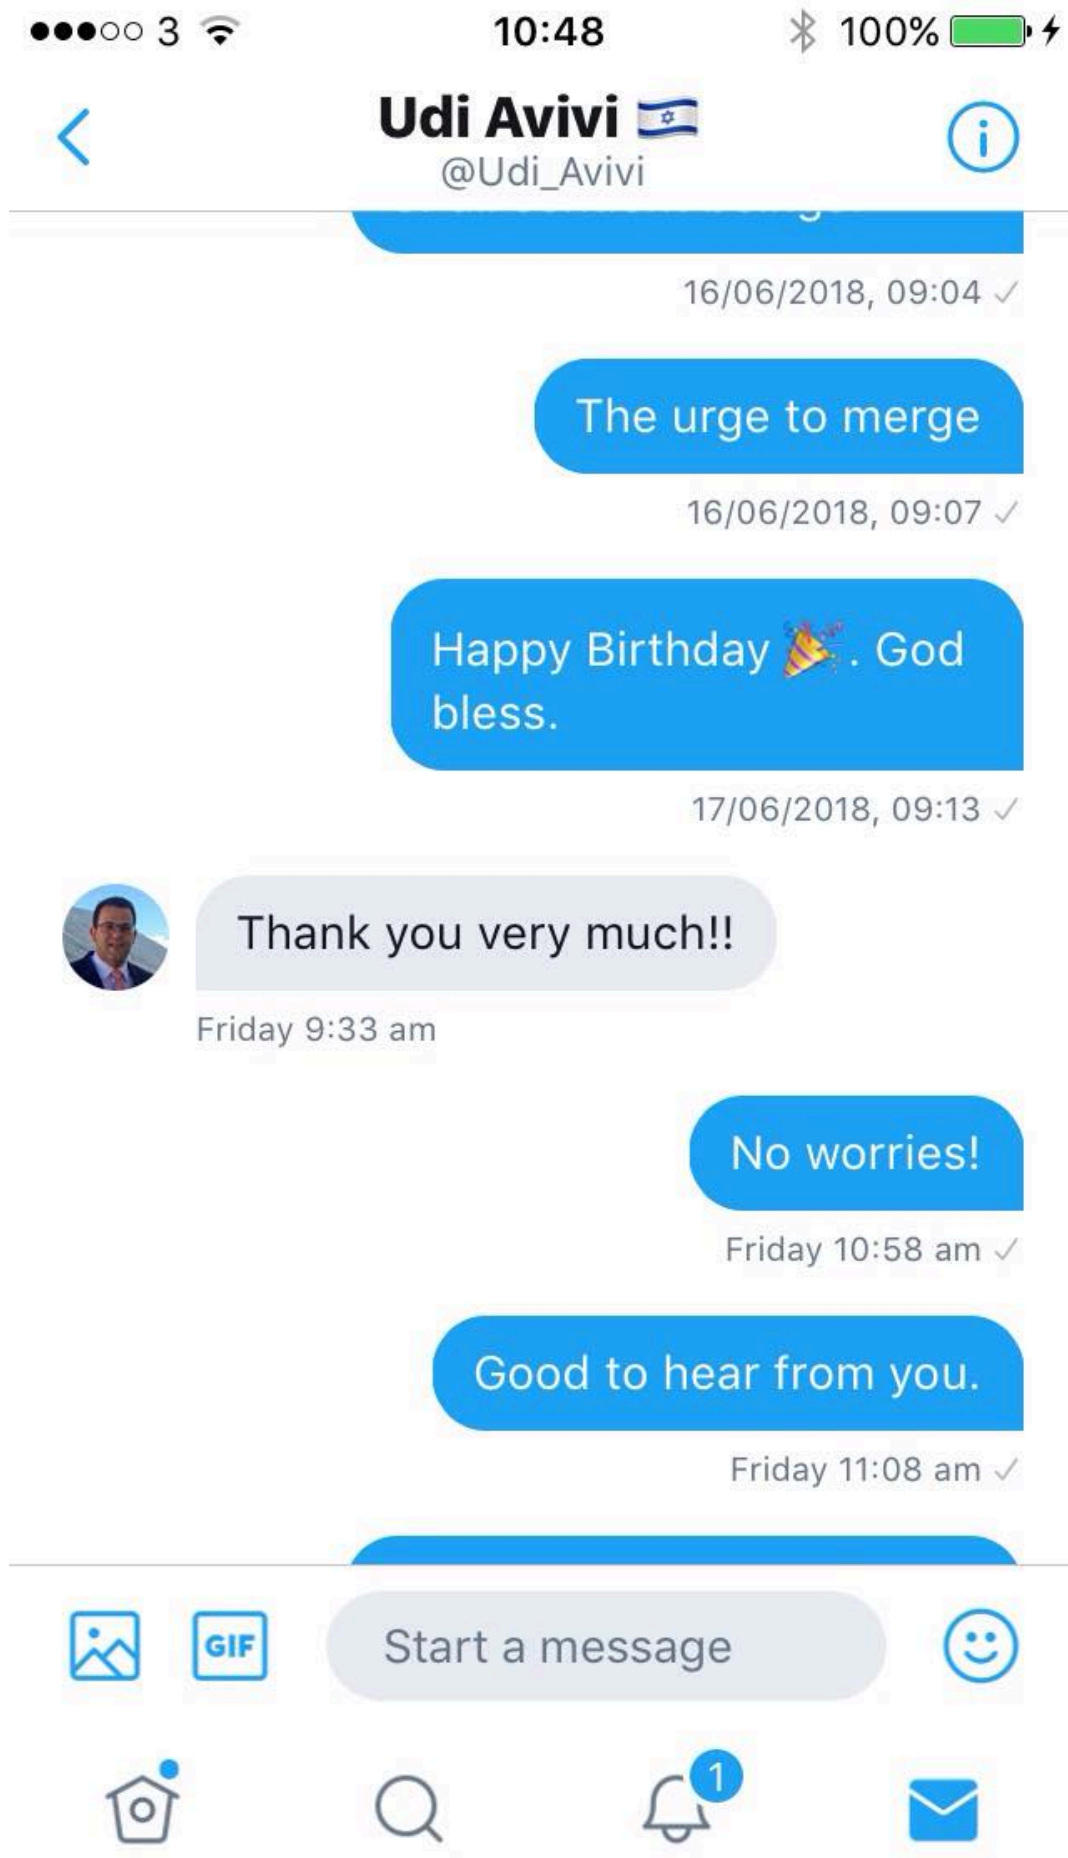 3
10:48
100%
Udi Avivi 🇮🇱
@Udi_Avivi
16/06/2018, 09:04 ✓
The urge to merge
16/06/2018, 09:07 ✓
Happy Birthday 🎉. God
bless.
17/06/2018, 09:13 ✓
Thank you very much!!
Friday 9:33 am
No worries!
Friday 10:58 am ✓
Good to hear from you.
Friday 11:08 am ✓
GIF
Start a message
1